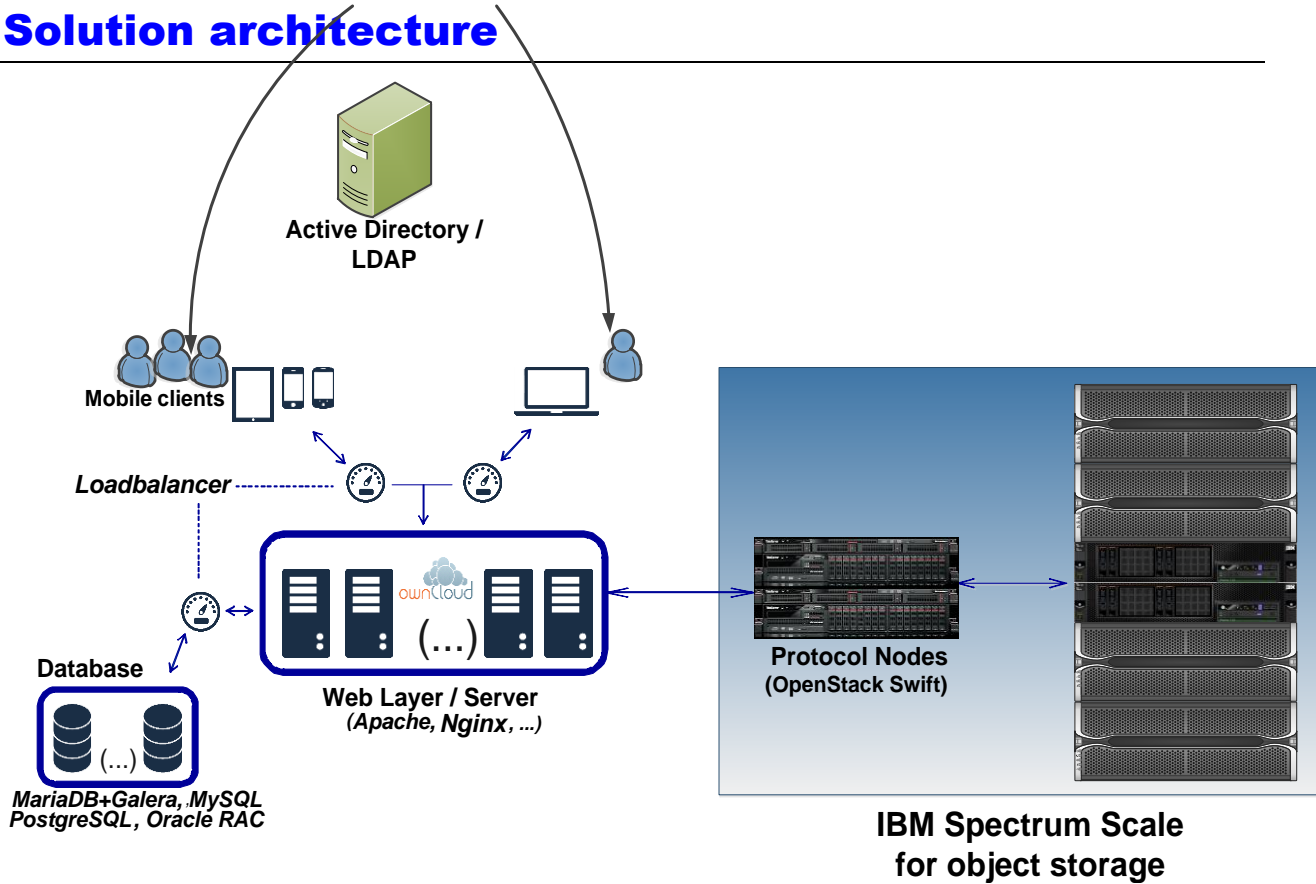 Solution architecture
Active Directory /
LDAP
Mobile clients
Loadbalancer
ownCloud
(...)
Web Layer / Server
(Apache, Nginx, ...)
Database
(...)
MariaDB+Galera, MySQL
PostgreSQL, Oracle RAC
Protocol Nodes
(OpenStack Swift)
IBM Spectrum Scale
for object storage